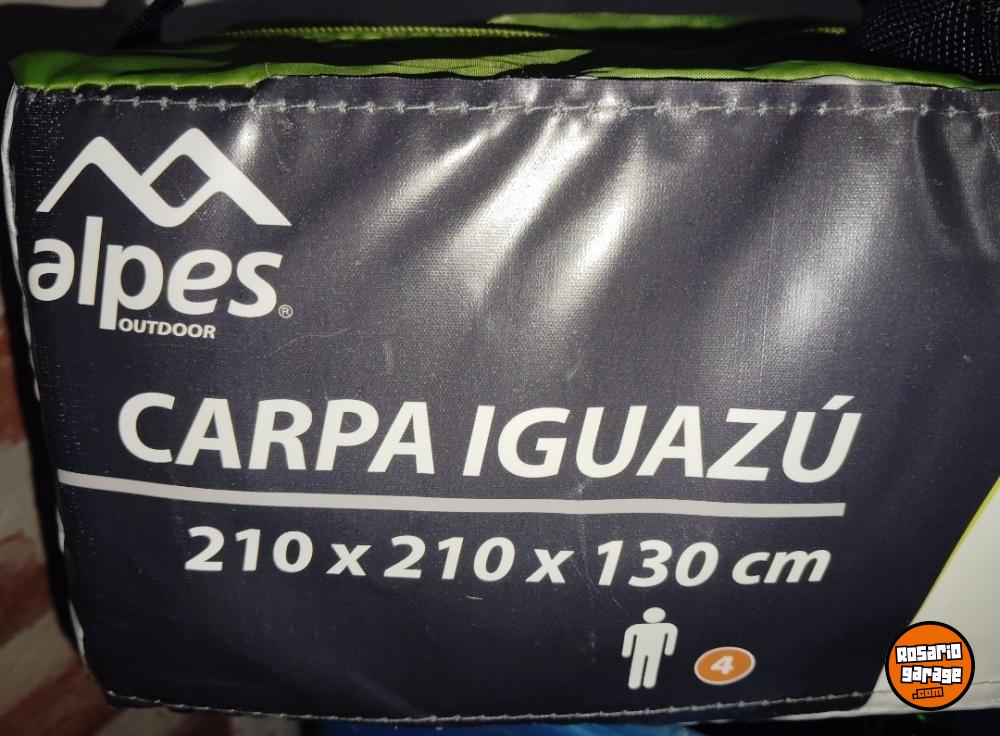 alpes®
OUTDOOR
CARPA IGUAZÚ
210 x 210 x 130 cm
4
Rosario
garage
.com